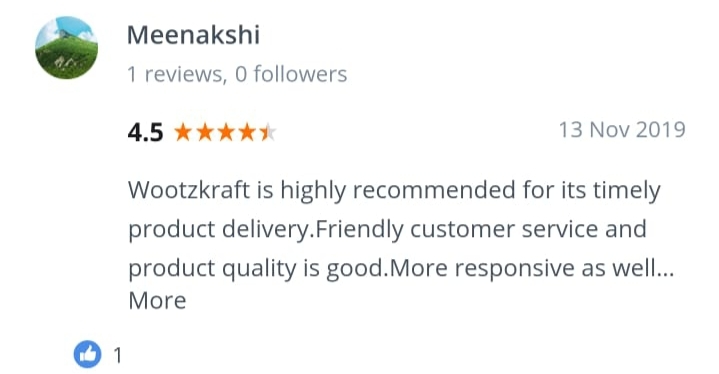 Meenakshi
1 reviews, 0 followers
4.5
13 Nov 2019
Wootzkraft is highly recommended for its timely
product delivery.Friendly customer service and
product quality is good.More responsive as well...
More
1